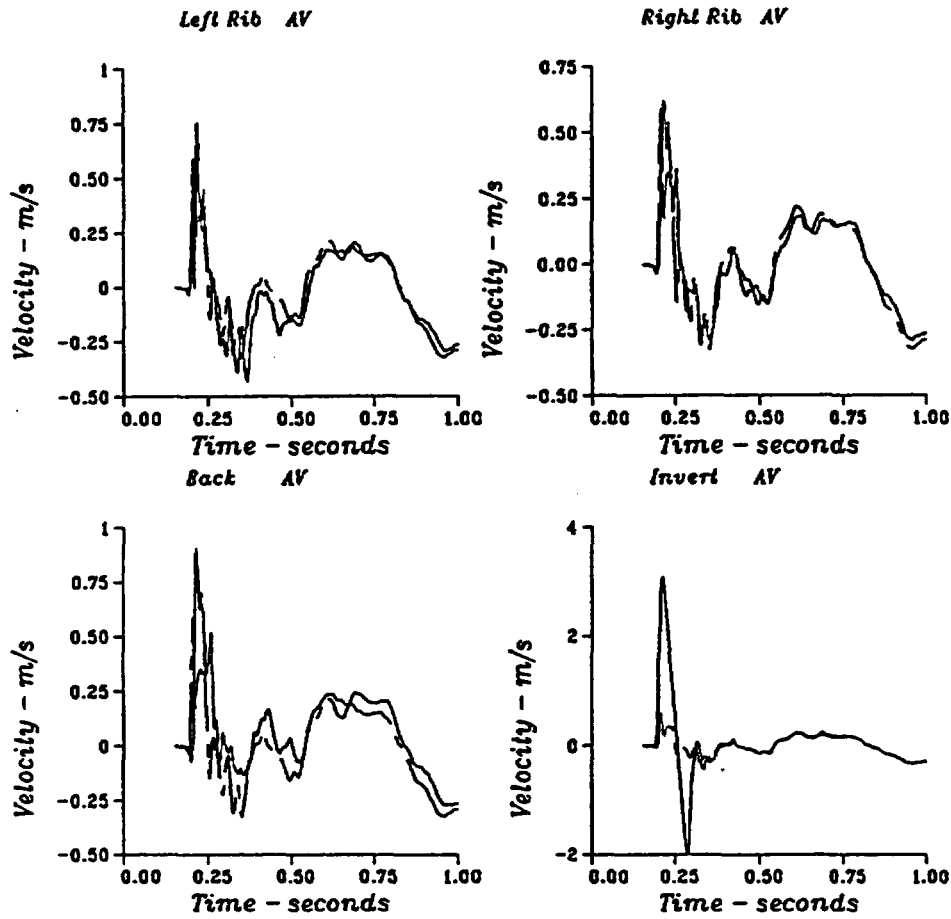 Left Rib AV
Right Rib AV
Velocity – m/s
1
0.75
0.50
0.25
0
-0.25
-0.50
0.00 0.25 0.50 0.75 1.00
Time – seconds
Velocity – m/s
0.75
0.50
0.25
0.00
-0.25
-0.50
0.00 0.25 0.50 0.75 1.00
Time – seconds
Back AV
Invert AV
Velocity – m/s
1
0.75
0.50
0.25
0
-0.25
-0.50
0.00 0.25 0.50 0.75 1.00
Time – seconds
Velocity – m/s
4
2
0
-2
0.00 0.25 0.50 0.75 1.00
Time – seconds